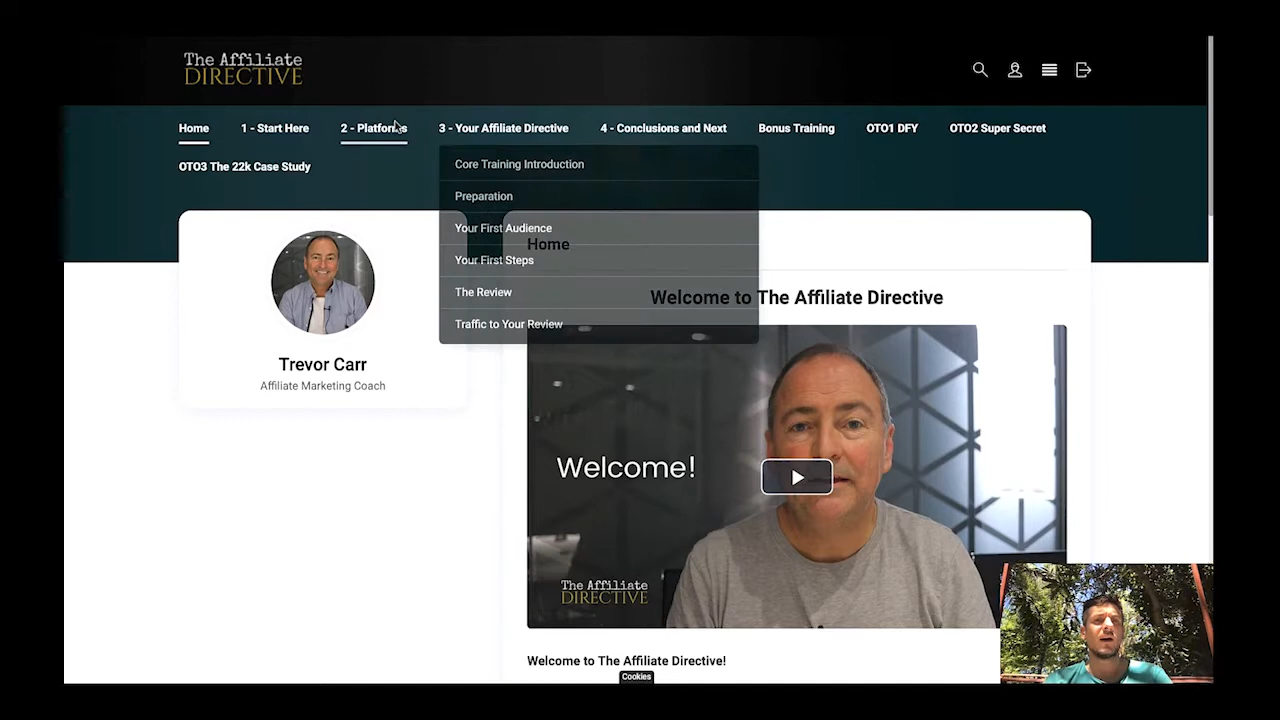 The Affiliate
DIRECTIVE
Home 1 - Start Here 2 - Platforms 3 - Your Affiliate Directive 4 - Conclusions and Next Bonus Training OTO1 DFY OTO2 Super Secret
OTO3 The 22k Case Study
Core Training Introduction
Preparation
Your First Audience
Your First Steps
The Review
Traffic to Your Review
Home
Welcome to The Affiliate Directive
Trevor Carr
Affiliate Marketing Coach
Welcome!
The Affiliate
DIRECTIVE
Welcome to The Affiliate Directive!
Cookies